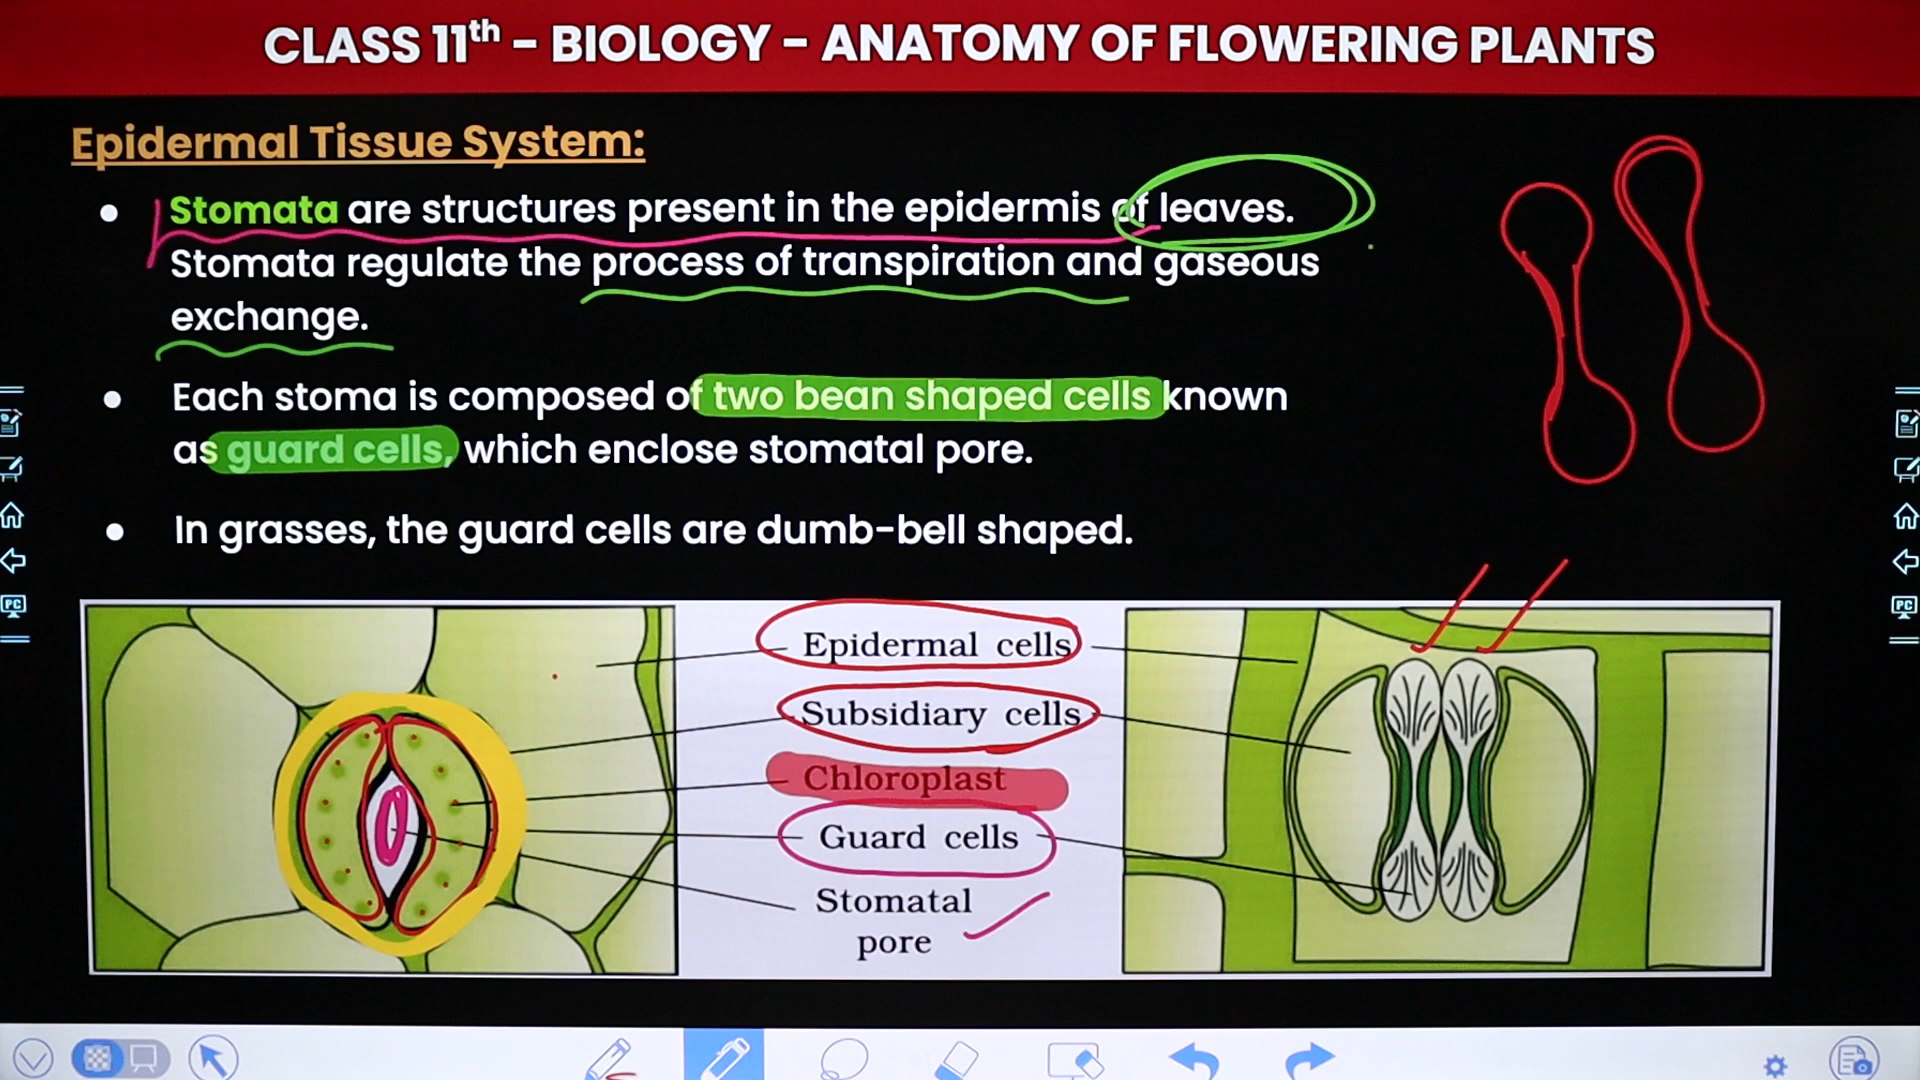 CLASS 11th - BIOLOGY - ANATOMY OF FLOWERING PLANTS
Epidermal Tissue System:
Stomata are structures present in the epidermis of leaves.
Stomata regulate the process of transpiration and gaseous
exchange.
Each stoma is composed of two bean shaped cells known
as guard cells, which enclose stomatal pore.
In grasses, the guard cells are dumb-bell shaped.
Epidermal cells
Subsidiary cells
Chloroplast
Guard cells
Stomatal
pore
PC
PC